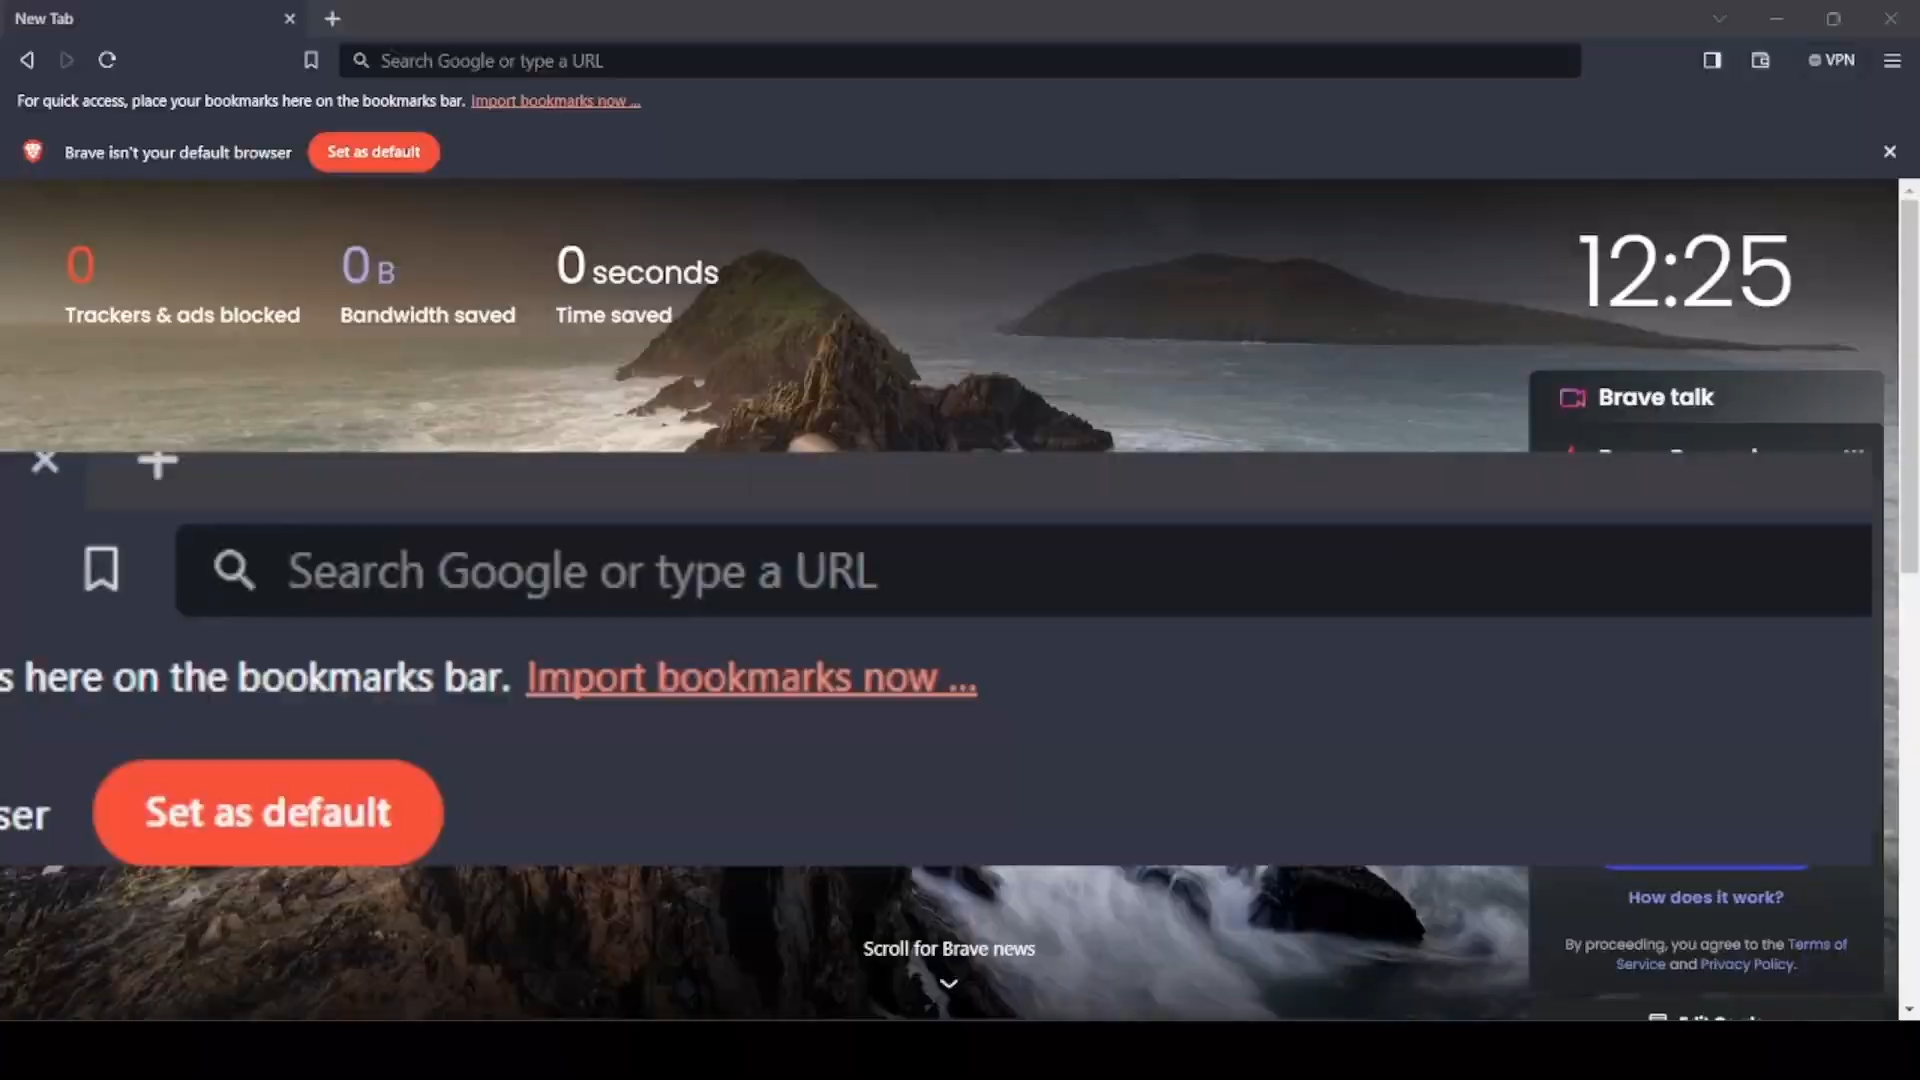 New Tab
Search Google or type a URL
VPN
For quick access, place your bookmarks here on the bookmarks bar. Import bookmarks now ...
Brave isn't your default browser
Set as default
0
0 B
0 seconds
Trackers & ads blocked
Bandwidth saved
Time saved
12:25
Brave talk
Search Google or type a URL
s here on the bookmarks bar. Import bookmarks now ...
ser
Set as default
How does it work?
By proceeding, you agree to the Terms of
Service and Privacy Policy.
Scroll for Brave news